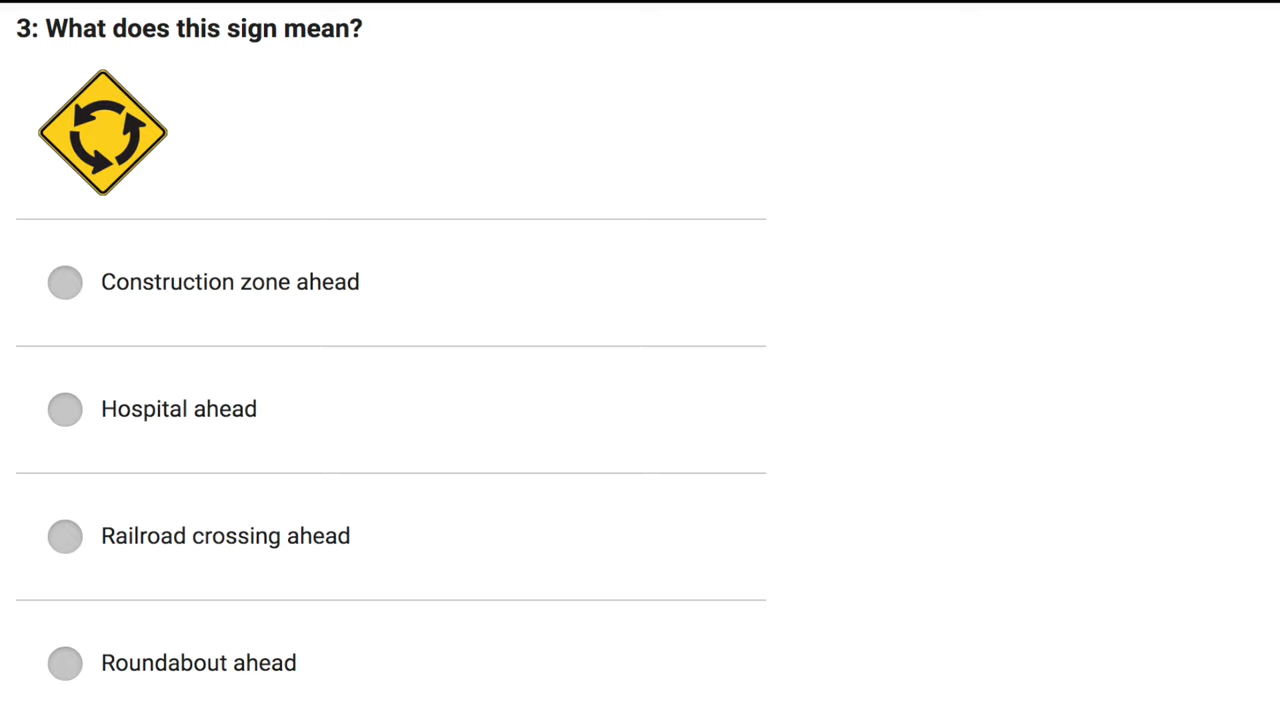 3: What does this sign mean?
Construction zone ahead
Hospital ahead
Railroad crossing ahead
Roundabout ahead